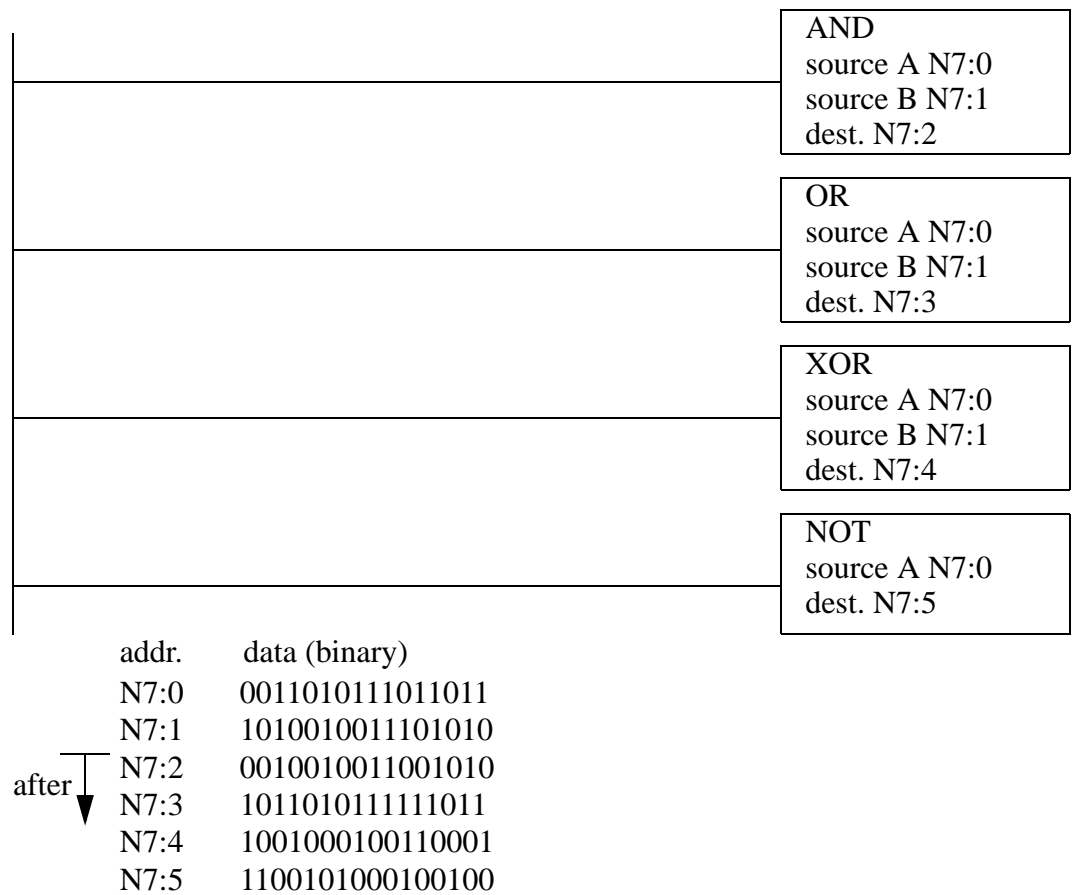 AND
source A N7:0
source B N7:1
dest. N7:2
OR
source A N7:0
source B N7:1
dest. N7:3
XOR
source A N7:0
source B N7:1
dest. N7:4
NOT
source A N7:0
dest. N7:5
addr. data (binary)
N7:0 0011010111011011
N7:1 1010010011101010
N7:2 0010010011001010
after
N7:3 1011010111111011
N7:4 1001000100110001
N7:5 1100101000100100